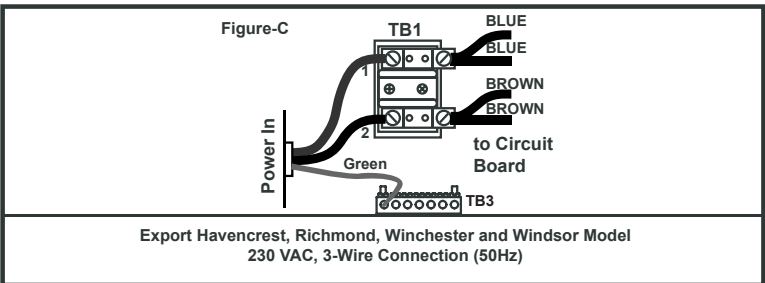 Figure-C
TB1
BLUE
BLUE
1
BROWN
BROWN
2
to Circuit
Board
Power In
Green
TB3
Export Havencrest, Richmond, Winchester and Windsor Model
230 VAC, 3-Wire Connection (50Hz)